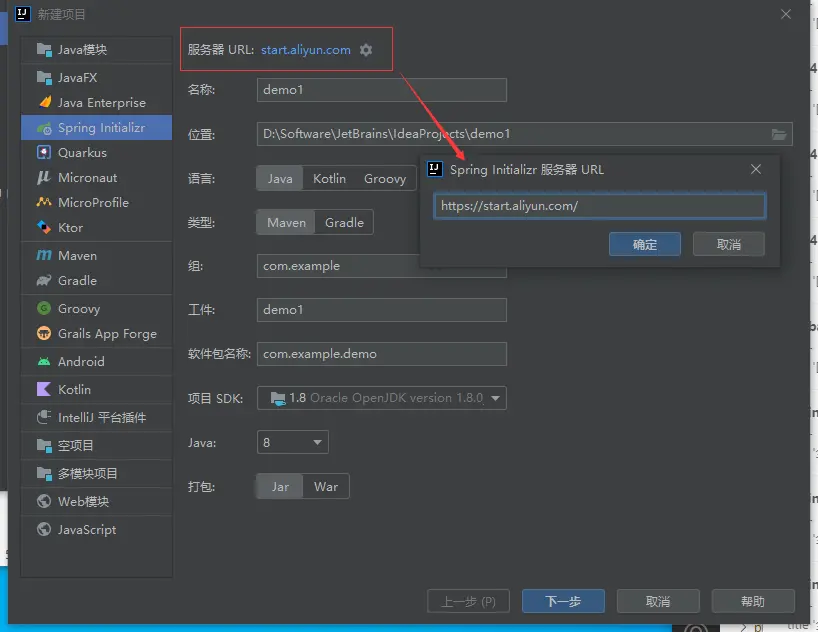 新建项目
Java模块
JavaFX
Java Enterprise
Spring Initializr
Quarkus
Micronaut
MicroProfile
Ktor
Maven
Gradle
Groovy
Grails App Forge
Android
Kotlin
IntelliJ 平台插件
空项目
多模块项目
Web模块
JavaScript
服务器 URL: start.aliyun.com
名称: demo1
位置: D:\Software\JetBrains\IdeaProjects\demo1
语言: Java Kotlin Groovy
类型: Maven Gradle
组: com.example
工件: demo1
软件包名称: com.example.demo
项目 SDK: 1.8 Oracle OpenJDK version 1.8.0
Java: 8
打包: Jar War
Spring Initializr 服务器 URL
https://start.aliyun.com/
确定 取消
上一步 (P) 下一步 取消 帮助
title